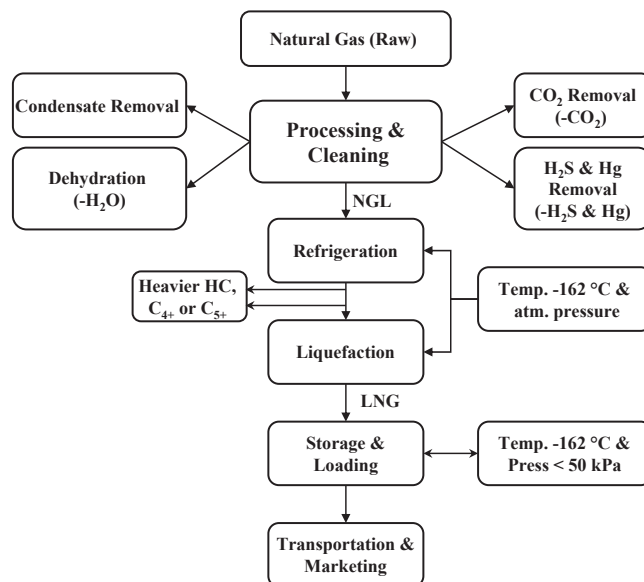 Natural Gas (Raw)
Condensate Removal
CO₂ Removal
(-CO₂)
Processing &
Cleaning
Dehydration
(-H₂O)
H₂S & Hg
Removal
(-H₂S & Hg)
NGL
Refrigeration
Heavier HC,
C₄₊ or C₅₊
Temp. -162 °C &
atm. pressure
Liquefaction
LNG
Storage &
Loading
Temp. -162 °C &
Press < 50 kPa
Transportation &
Marketing